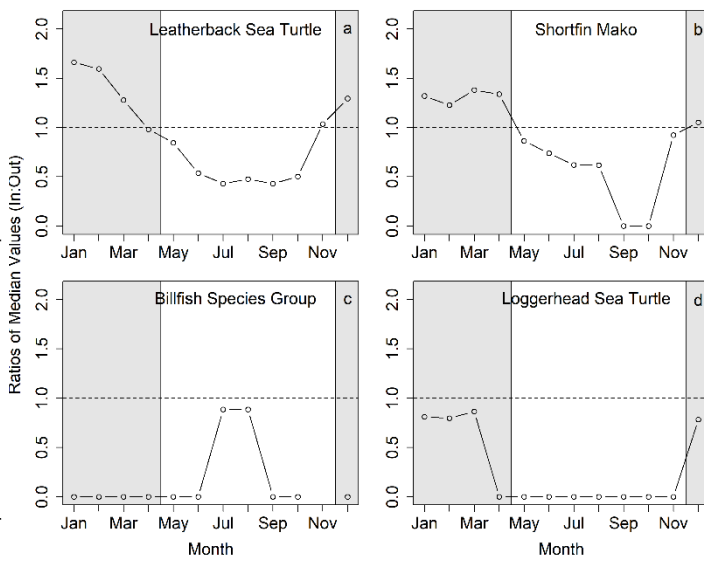 Ratios of Median Values (In:Out)
Leatherback Sea Turtle a
2.0
1.5
1.0
0.5
0.0
Jan Mar May Jul Sep Nov
Shortfin Mako b
2.0
1.5
1.0
0.5
0.0
Jan Mar May Jul Sep Nov
Billfish Species Group c
2.0
1.5
1.0
0.5
0.0
Jan Mar May Jul Sep Nov
Month
Loggerhead Sea Turtle d
2.0
1.5
1.0
0.5
0.0
Jan Mar May Jul Sep Nov
Month